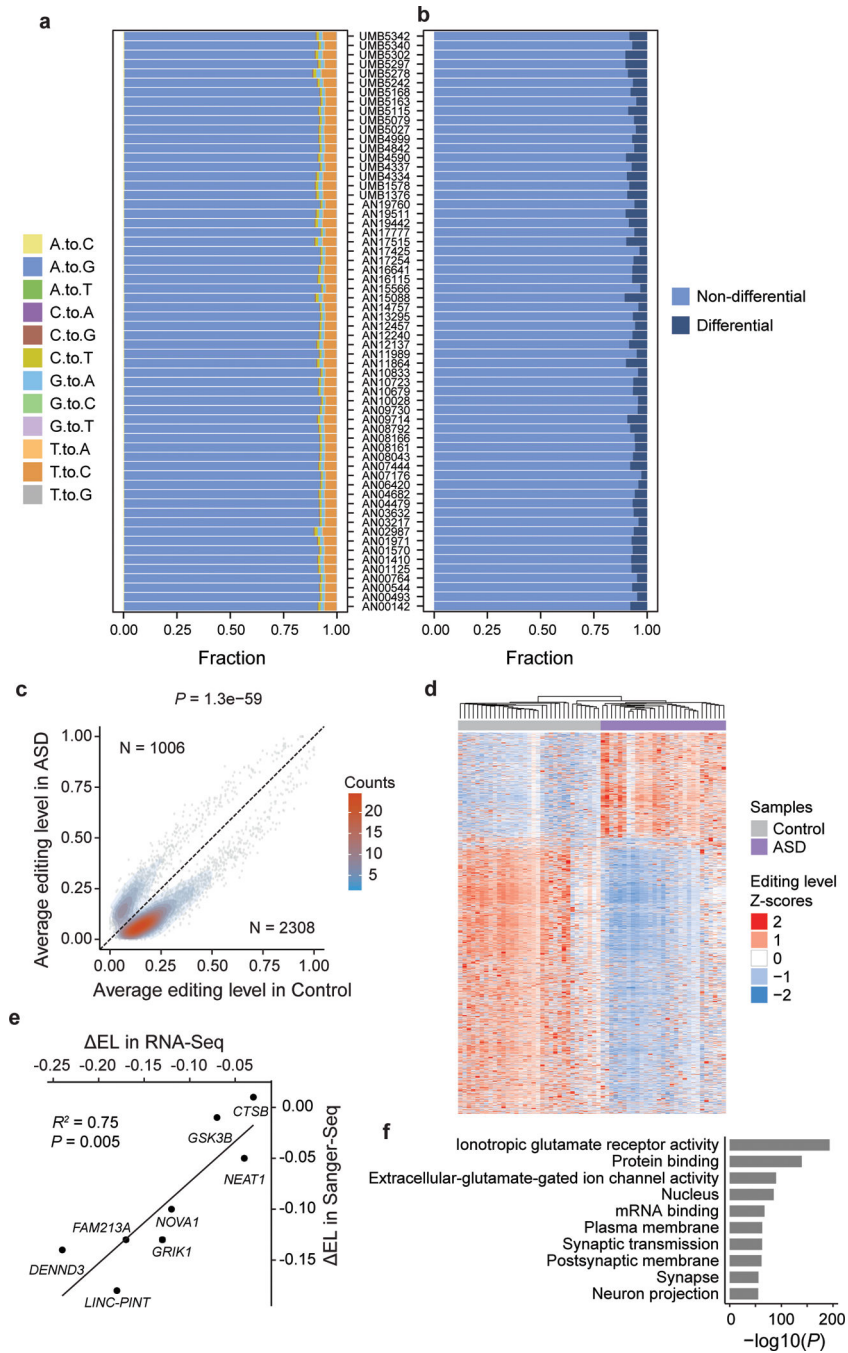 a
b
UMB5342
UMB5340
UMB5302
UMB5297
UMB5278
UMB5242
UMB5168
UMB5163
UMB5115
UMB5079
UMB5027
UMB4999
UMB4842
UMB4590
UMB4337
UMB4334
UMB1578
UMB1376
AN19760
AN19511
AN19442
AN17777
AN17515
AN17425
AN17254
AN16641
AN16115
AN15566
AN15088
AN14757
AN13295
AN12457
AN12240
AN12137
AN11989
AN11864
AN10833
AN10723
AN10679
AN10028
AN09730
AN09714
AN08792
AN08166
AN08161
AN08043
AN07444
AN07176
AN06420
AN04682
AN04479
AN03632
AN03217
AN02987
AN01971
AN01570
AN01410
AN01125
AN00764
AN00544
AN00493
AN00142
A.to.C
A.to.G
A.to.T
C.to.A
C.to.G
C.to.T
G.to.A
G.to.C
G.to.T
T.to.A
T.to.C
T.to.G
Non-differential
Differential
0.00 0.25 0.50 0.75 1.00
Fraction
0.00 0.25 0.50 0.75 1.00
Fraction
c
P = 1.3e−59
N = 1006
N = 2308
Average editing level in ASD
1.00
0.75
0.50
0.25
0.00
0.00 0.25 0.50 0.75 1.00
Average editing level in Control
Counts
20
15
10
5
d
Samples
Control
ASD
Editing level
Z-scores
2
1
0
−1
−2
e
ΔEL in RNA-Seq
-0.25 -0.20 -0.15 -0.10 -0.05
R² = 0.75
P = 0.005
CTSB
GSK3B
NEAT1
NOVA1
FAM213A
GRIK1
DENND3
LINC-PINT
0.00
-0.05
-0.10
-0.15
ΔEL in Sanger-Seq
f
Ionotropic glutamate receptor activity
Protein binding
Extracellular-glutamate-gated ion channel activity
Nucleus
mRNA binding
Plasma membrane
Synaptic transmission
Postsynaptic membrane
Synapse
Neuron projection
0 100 200
−log10(P)